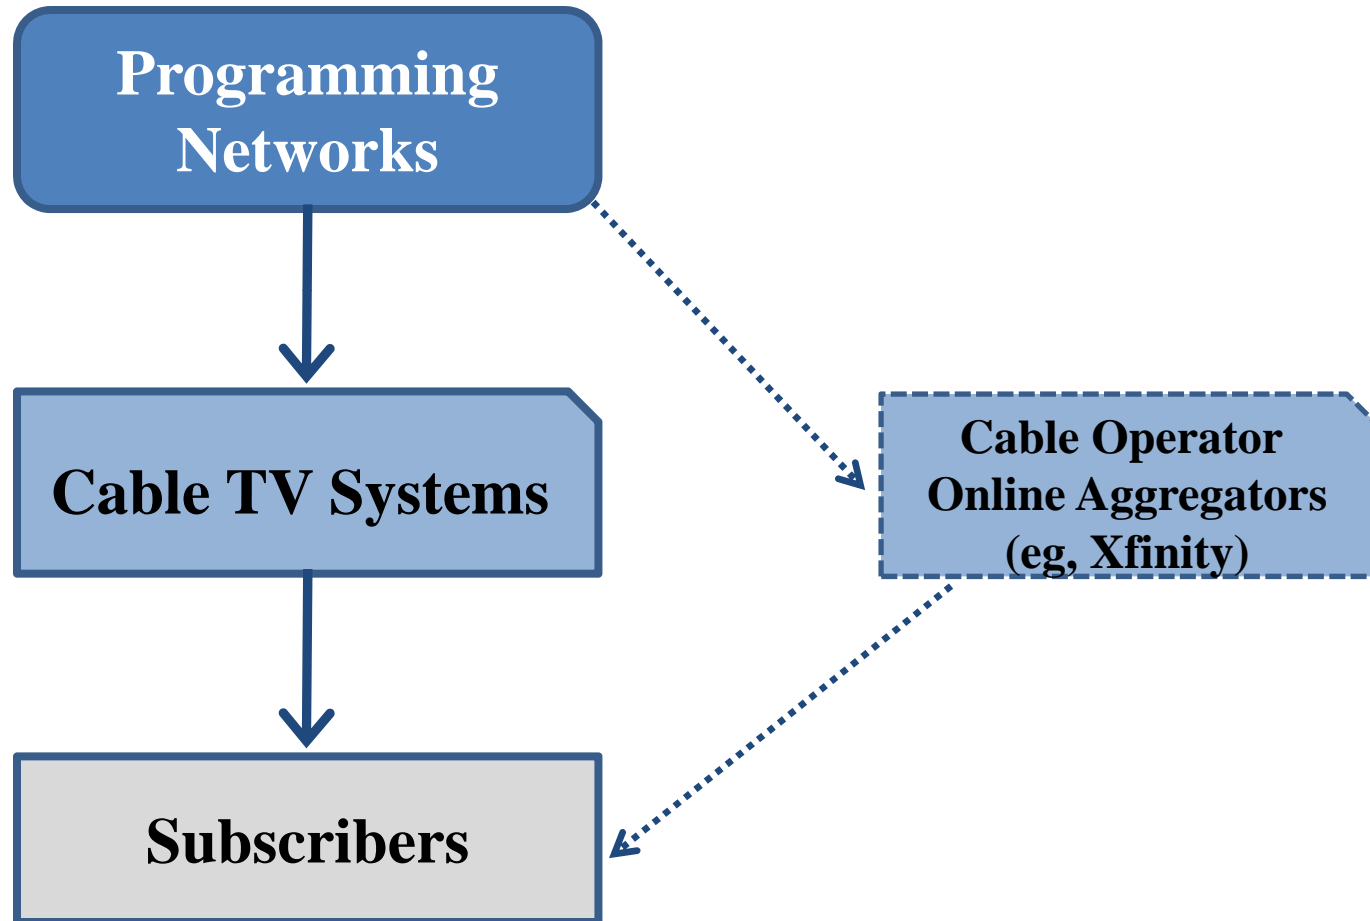 Programming
Networks
Cable TV Systems
Cable Operator
Online Aggregators
(eg, Xfinity)
Subscribers